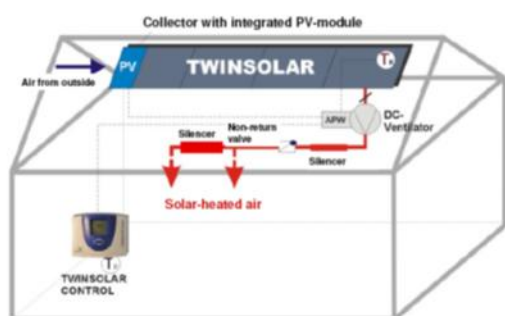 Collector with integrated PV-module
Air from outside
PV
TWINSOLAR
T
DC-
Ventilator
APW
Silencer
Non-return
valve
Silencer
Solar-heated air
T
TWINSOLAR
CONTROL